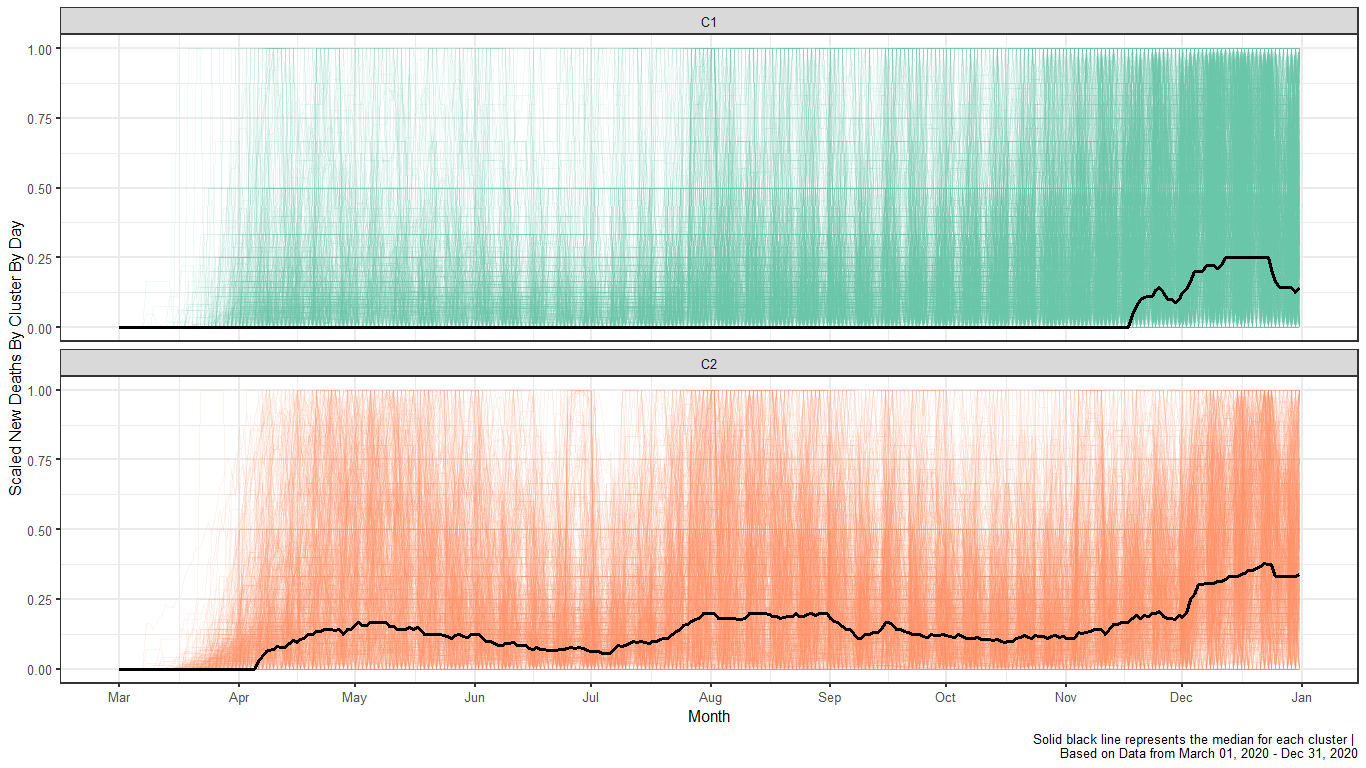 C1
1.00
0.75
0.50
0.25
0.00
C2
1.00
0.75
0.50
0.25
0.00
Scaled New Deaths By Cluster By Day
Mar Apr May Jun Jul Aug Sep Oct Nov Dec Jan
Month
Solid black line represents the median for each cluster |
Based on Data from March 01, 2020 - Dec 31, 2020